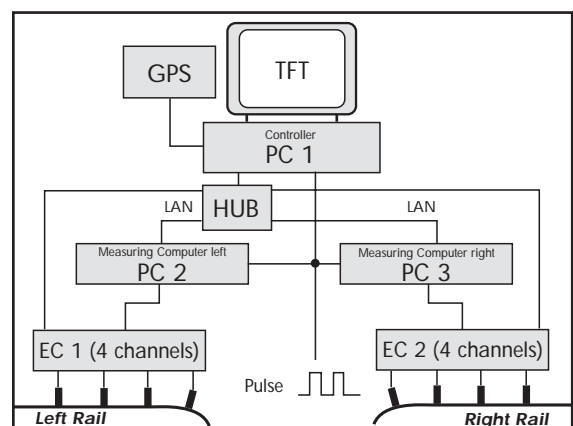 GPS
TFT
Controller
PC 1
HUB
LAN
LAN
Measuring Computer left
PC 2
Measuring Computer right
PC 3
EC 1 (4 channels)
EC 2 (4 channels)
Pulse
Left Rail
Right Rail